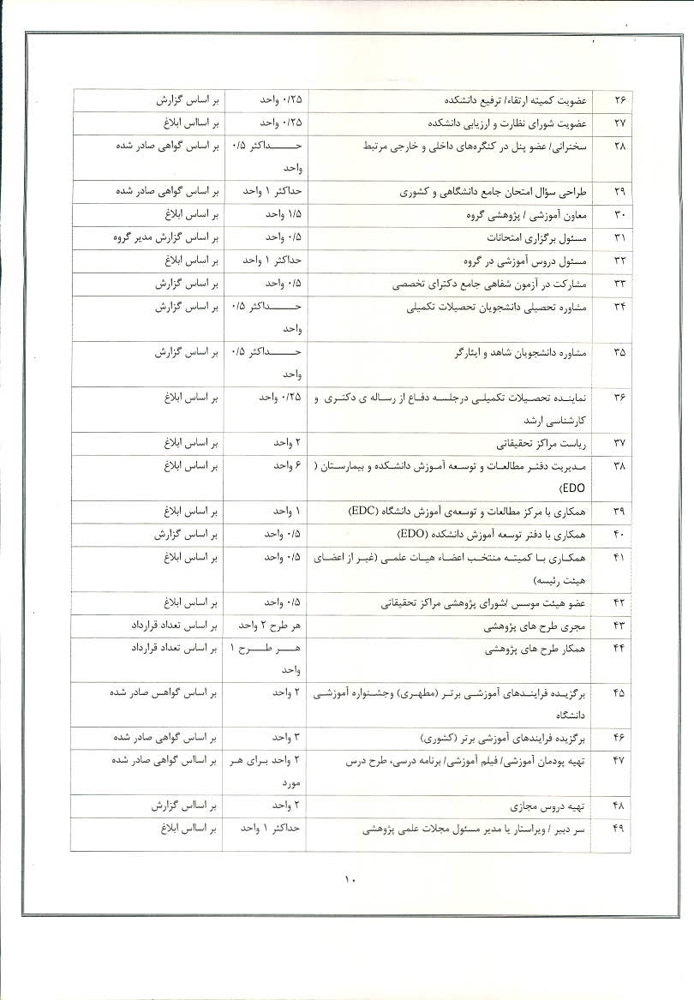 ۲۶ عضویت کمیته ارتقاء/ ترفیع دانشکده ۰/۲۵ واحد بر اساس گزارش
۲۷ عضویت شورای نظارت و ارزیابی دانشکده ۰/۲۵ واحد بر اسااس ابلاغ
۲۸ سخنرانی/ عضو پنل در کنگره‌های داخلی و خارجی مرتبط حـــــداکثر ۰/۵ بر اساس گواهی صادر شده
واحد
۲۹ طراحی سؤال امتحان جامع دانشگاهی و کشوری حداکثر ۱ واحد بر اساس گواهی صادر شده
۳۰ معاون آموزشی / پژوهشی گروه ۱/۵ واحد بر اساس ابلاغ
۳۱ مسئول برگزاری امتحانات ۰/۵ واحد بر اساس گزارش مدیر گروه
۳۲ مسئول دروس آموزشی در گروه حداکثر ۱ واحد بر اساس ابلاغ
۳۳ مشارکت در آزمون شفاهی جامع دکترای تخصصی ۰/۵ واحد بر اساس گزارش
۳۴ مشاوره تحصیلی دانشجویان تحصیلات تکمیلی حـــــداکثر ۰/۵ بر اساس گزارش
واحد
۳۵ مشاوره دانشجویان شاهد و ایثارگر حـــــداکثر ۰/۵ بر اساس گزارش
واحد
۳۶ نماینده تحصیلات تکمیلی درجلسه دفاع از رساله ی دکتری و ۰/۲۵ واحد بر اساس ابلاغ
کارشناسی ارشد
۳۷ ریاست مراکز تحقیقاتی ۲ واحد بر اساس ابلاغ
۳۸ مدیریت دفتر مطالعات و توسعه آموزش دانشکده و بیمارستان ( ۶ واحد بر اساس ابلاغ
EDO)
۳۹ همکاری با مرکز مطالعات و توسعه‌ی آموزش دانشگاه (EDC) ۱ واحد بر اساس ابلاغ
۴۰ همکاری با دفتر توسعه آموزش دانشکده (EDO) ۰/۵ واحد بر اساس گزارش
۴۱ همکاری با کمیته منتخب اعضاء هیات علمی (غیر از اعضای ۰/۵ واحد بر اساس ابلاغ
هیئت رئیسه)
۴۲ عضو هیئت موسس /شورای پژوهشی مراکز تحقیقاتی ۰/۵ واحد بر اساس ابلاغ
۴۳ مجری طرح های پژوهشی هر طرح ۲ واحد بر اساس تعداد قرارداد
۴۴ همکار طرح های پژوهشی هـــر طـــرح ۱ بر اساس تعداد قرارداد
واحد
۴۵ برگزیده فرایندهای آموزشی برتر (مطهری) وجشنواره آموزشی ۲ واحد بر اساس گواهس صادر شده
دانشگاه
۴۶ برگزیده فرایندهای آموزشی برتر (کشوری) ۳ واحد بر اساس گواهی صادر شده
۴۷ تهیه پودمان آموزشی/ فیلم آموزشی/ برنامه درسی، طرح درس ۲ واحد برای هر بر اسااس گواهی صادر شده
مورد
۴۸ تهیه دروس مجازی ۲ واحد بر اسااس گزارش
۴۹ سر دبیر / ویراستار یا مدیر مسئول مجلات علمی پژوهشی حداکثر ۱ واحد بر اسااس ابلاغ
۱۰